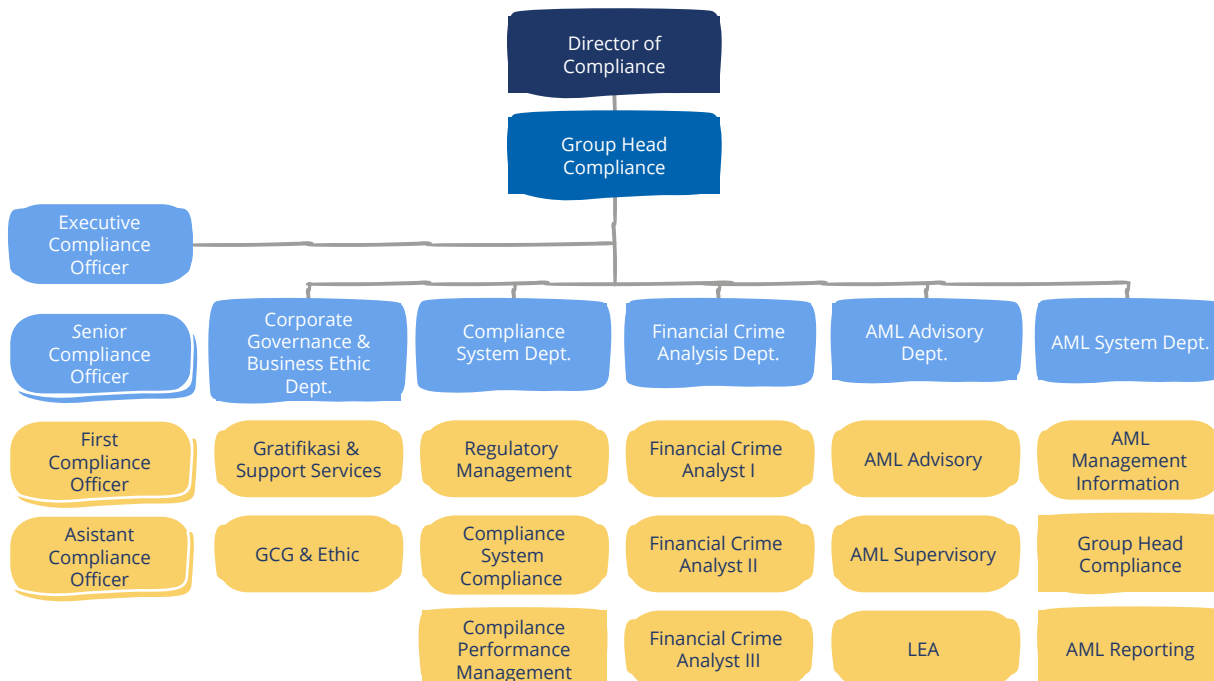 Director of
Compliance
Group Head
Compliance
Executive
Compliance
Officer
Senior
Compliance
Officer
Corporate
Governance &
Business Ethic
Dept.
Compliance
System Dept.
Financial Crime
Analysis Dept.
AML Advisory
Dept.
AML System Dept.
First
Compliance
Officer
Gratifikasi &
Support Services
Regulatory
Management
Financial Crime
Analyst I
AML Advisory
AML
Management
Information
Asistant
Compliance
Officer
GCG & Ethic
Compliance
System
Compliance
Financial Crime
Analyst II
AML Supervisory
Group Head
Compliance
Compilance
Performance
Management
Financial Crime
Analyst III
LEA
AML Reporting